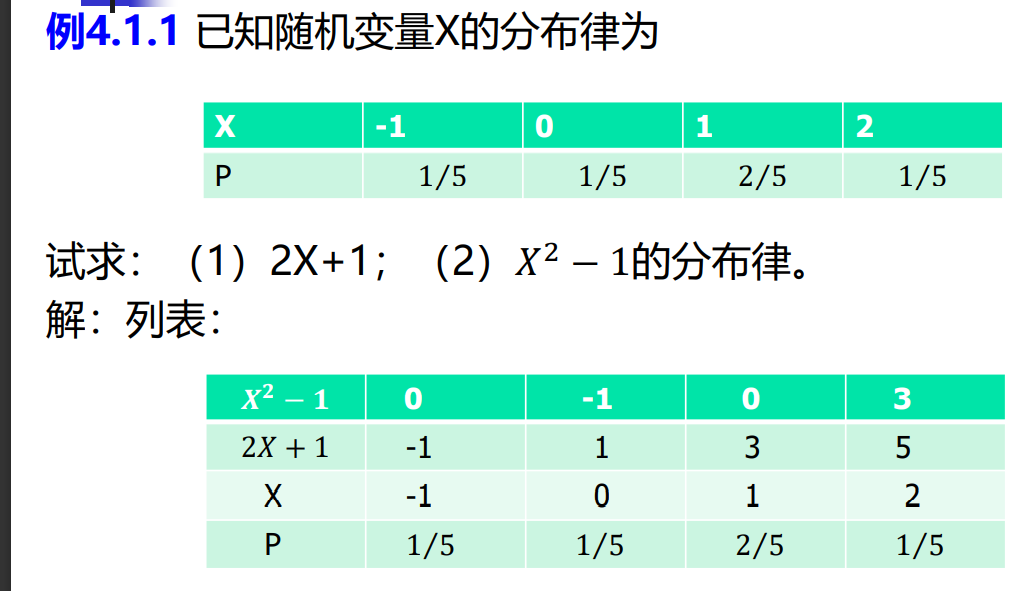 例4.1.1 已知随机变量X的分布律为
X -1 0 1 2
P 1/5 1/5 2/5 1/5
试求：（1）2X+1；（2）X² − 1的分布律。
解：列表：
X² − 1 0 -1 0 3
2X + 1 -1 1 3 5
X -1 0 1 2
P 1/5 1/5 2/5 1/5